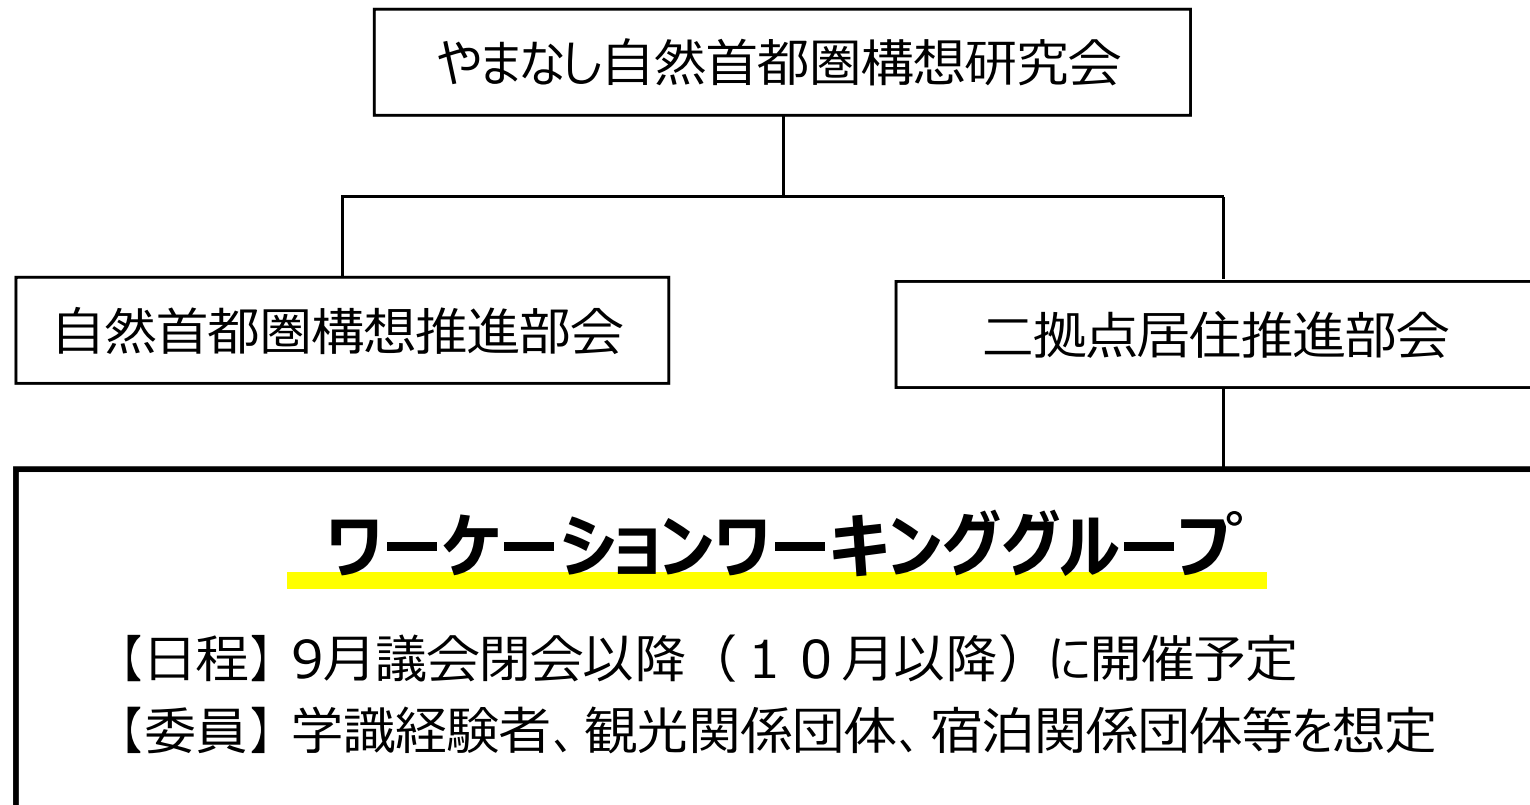 やまなし自然首都圏構想研究会
自然首都圏構想推進部会
二拠点居住推進部会
ワーケーションワーキンググループ
【日程】9月議会閉会以降（１０月以降）に開催予定
【委員】学識経験者、観光関係団体、宿泊関係団体等を想定